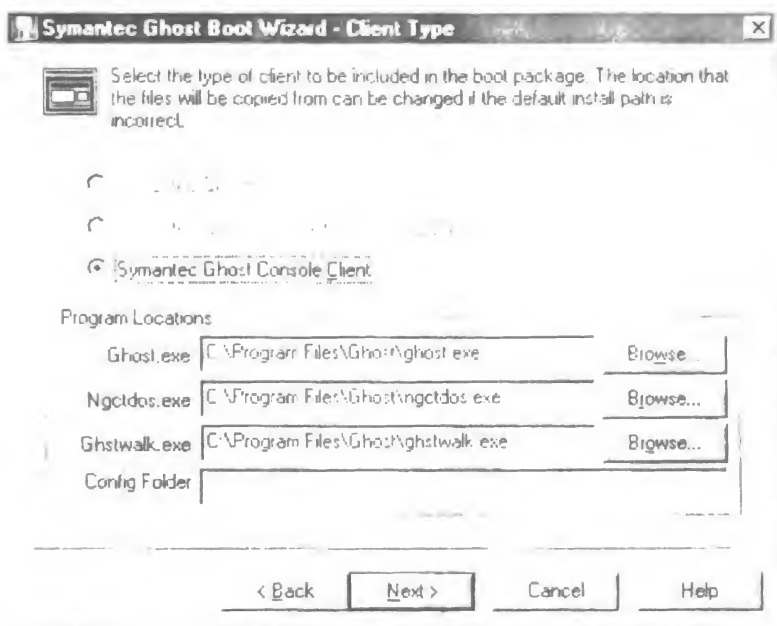 Symantec Ghost Boot Wizard - Client Type
Select the type of client to be included in the boot package. The location that
the files will be copied from can be changed if the default install path is
incorrect.
Symantec Ghost Console Client
Program Locations
Ghost.exe C:\Program Files\Ghost\ghost.exe Browse...
Ngctdos.exe C:\Program Files\Ghost\ngctdos.exe Browse...
Ghstwalk.exe C:\Program Files\Ghost\ghstwalk.exe Browse...
Config Folder
< Back Next > Cancel Help